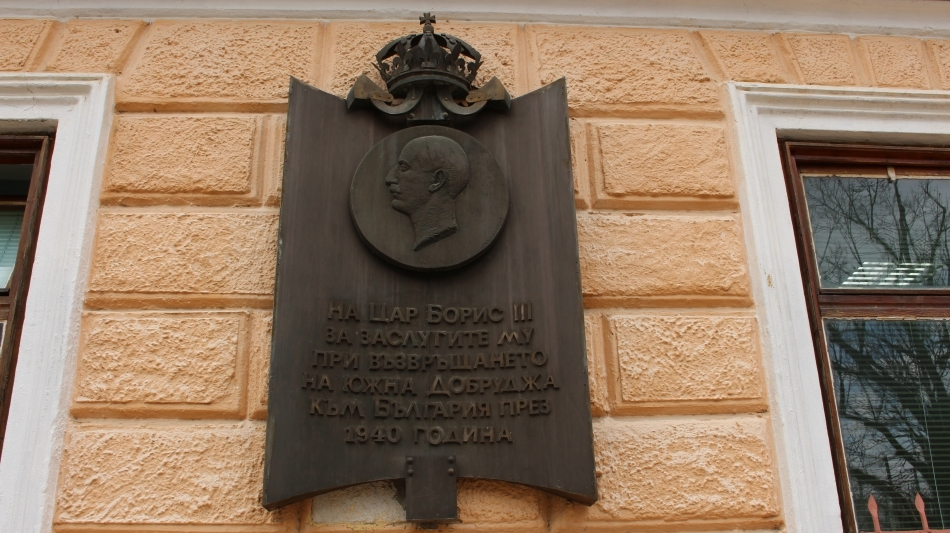 НА ЦАР БОРИС III
ЗА ЗАСЛУГИТЕ МУ
ПРИ ВЪЗВРЪЩАНЕТО
НА ЮЖНА ДОБРУДЖА
КЪМ БЪЛГАРИЯ ПРЕЗ
1940 ГОДИНА